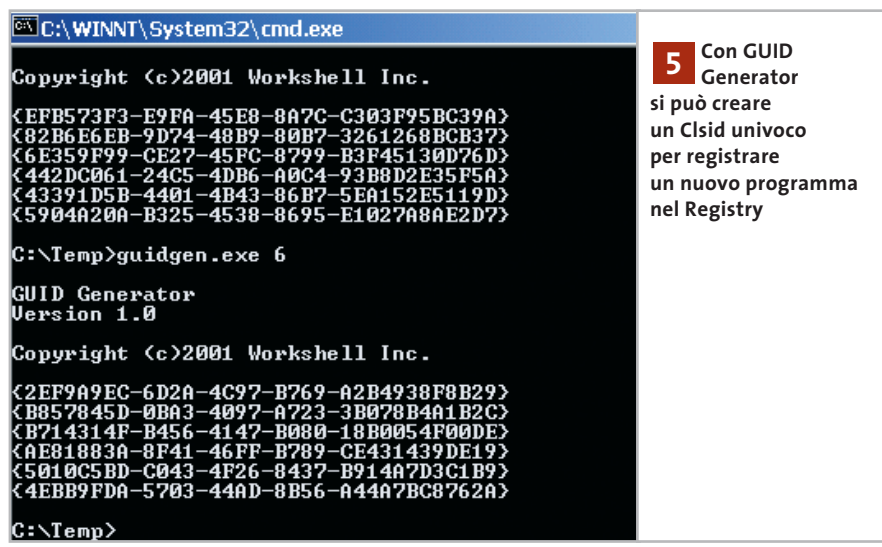 C:\WINNT\System32\cmd.exe
Copyright (c)2001 Workshell Inc.
{EFB573F3-E9FA-45E8-8A7C-C303F95BC39A}
{82B6E6EB-9D74-48B9-80B7-3261268BCB37}
{6E359F99-CE27-45FC-8799-B3F45130D76D}
{442DC061-24C5-4DB6-A0C4-93B8D2E35F5A}
{43391D5B-4401-4B43-86B7-5EA152E5119D}
{5904A20A-B325-4538-8695-E1027A8AE2D7}
C:\Temp>guidgen.exe 6
GUID Generator
Version 1.0
Copyright (c)2001 Workshell Inc.
{2EF9A9EC-6D2A-4C97-B769-A2B4938F8B29}
{B857845D-0BA3-4097-A723-3B078B4A1B2C}
{B714314F-B456-4147-B080-18B0054F00DE}
{AE81883A-8F41-46FF-B789-CE431439DE19}
{5010C5BD-C043-4F26-8437-B914A7D3C1B9}
{4EBB9FDA-5703-44AD-8B56-A44A7BC8762A}
C:\Temp>
5 Con GUID
Generator
si può creare
un Clsid univoco
per registrare
un nuovo programma
nel Registry